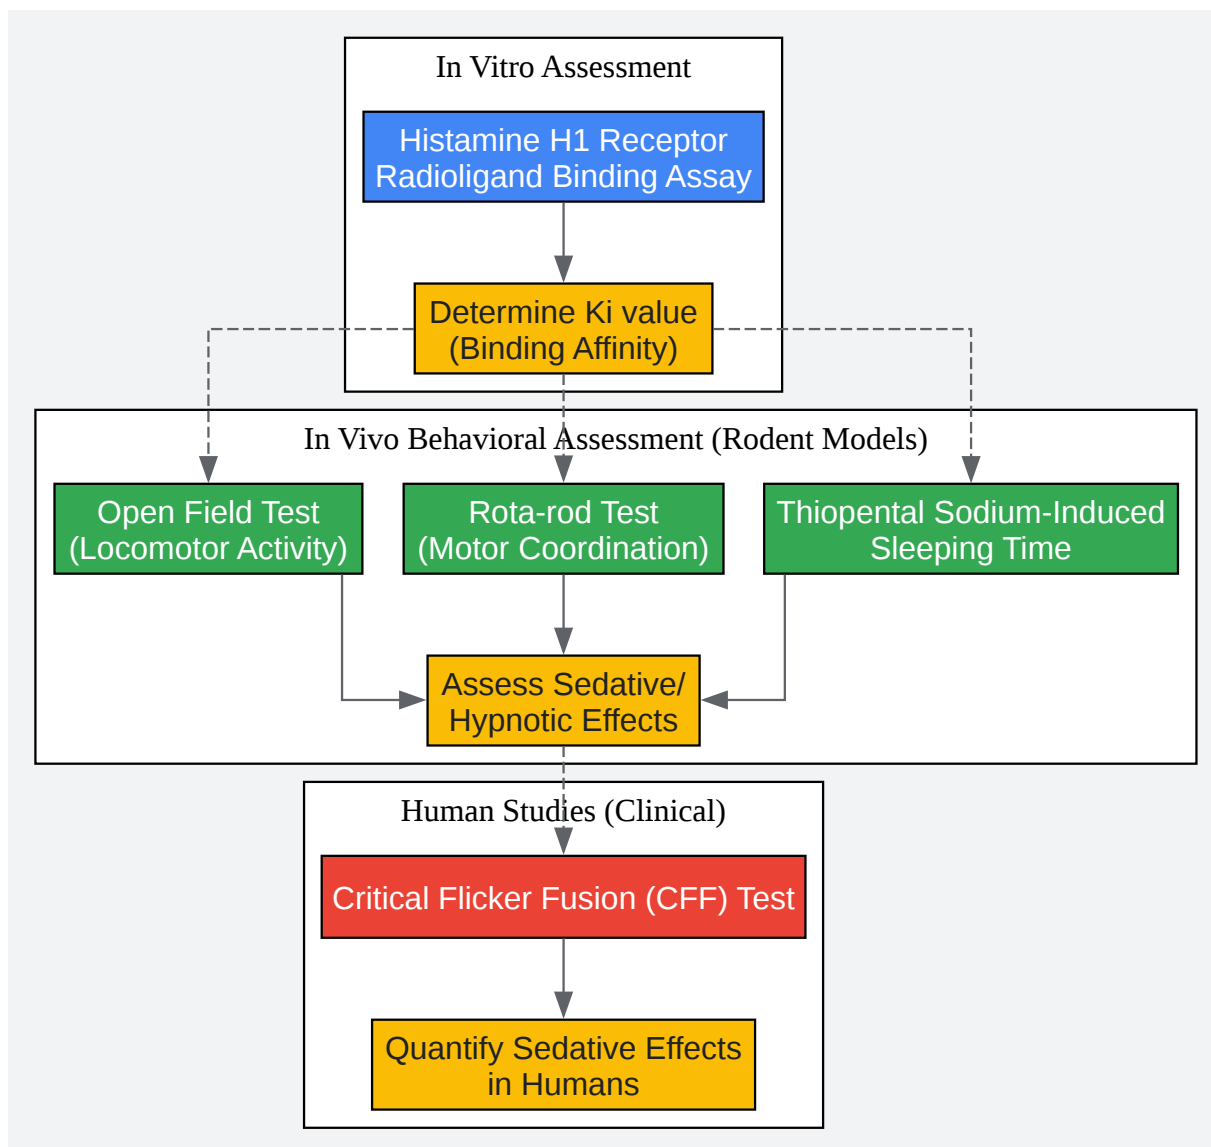 In Vitro Assessment
Histamine H1 Receptor
Radioligand Binding Assay
Determine Ki value
(Binding Affinity)
In Vivo Behavioral Assessment (Rodent Models)
Open Field Test
(Locomotor Activity)
Rota-rod Test
(Motor Coordination)
Thiopental Sodium-Induced
Sleeping Time
Assess Sedative/
Hypnotic Effects
Human Studies (Clinical)
Critical Flicker Fusion (CFF) Test
Quantify Sedative Effects
in Humans